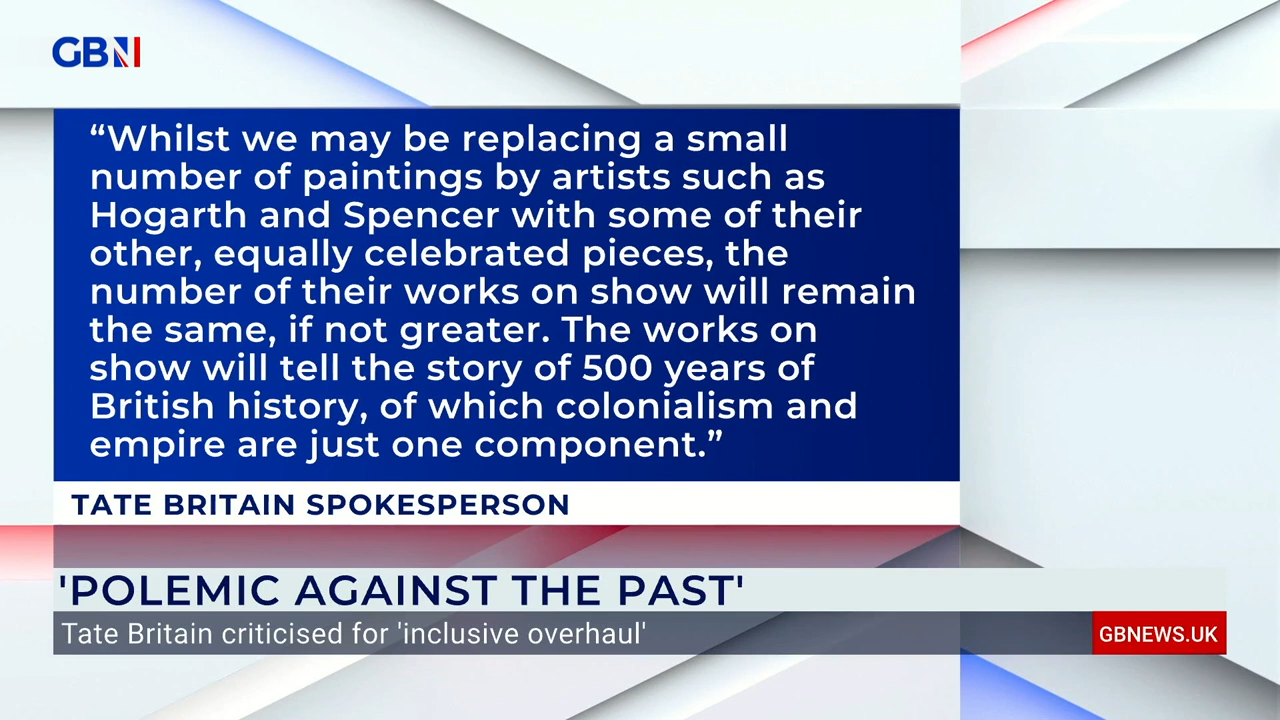 GBN
“Whilst we may be replacing a small
number of paintings by artists such as
Hogarth and Spencer with some of their
other, equally celebrated pieces, the
number of their works on show will remain
the same, if not greater. The works on
show will tell the story of 500 years of
British history, of which colonialism and
empire are just one component.”
TATE BRITAIN SPOKESPERSON
'POLEMIC AGAINST THE PAST'
Tate Britain criticised for 'inclusive overhaul'
GBNEWS.UK